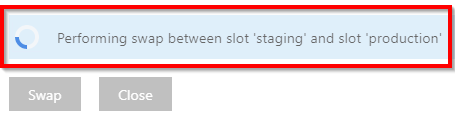 Performing swap between slot 'staging' and slot 'production'
Swap Close